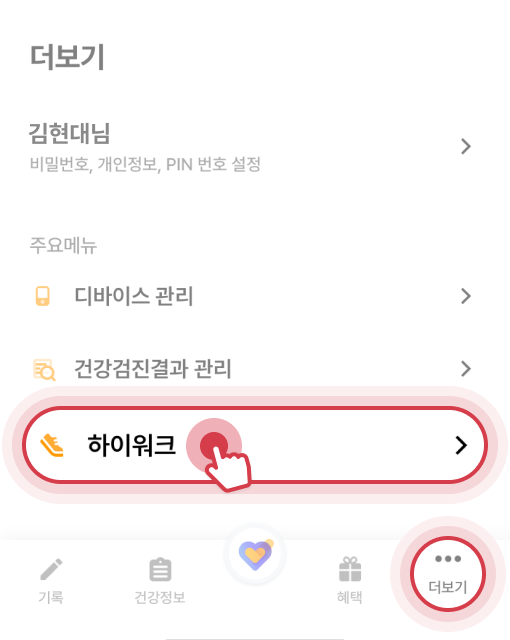 더보기
김현대님
비밀번호, 개인정보, PIN 번호 설정
주요메뉴
디바이스 관리
건강검진결과 관리
하이워크
기록
건강정보
혜택
더보기